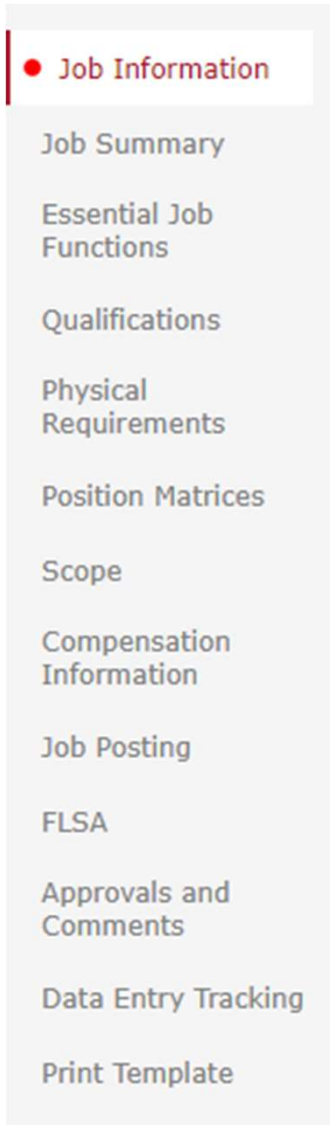 Job Information
Job Summary
Essential Job
Functions
Qualifications
Physical
Requirements
Position Matrices
Scope
Compensation
Information
Job Posting
FLSA
Approvals and
Comments
Data Entry Tracking
Print Template